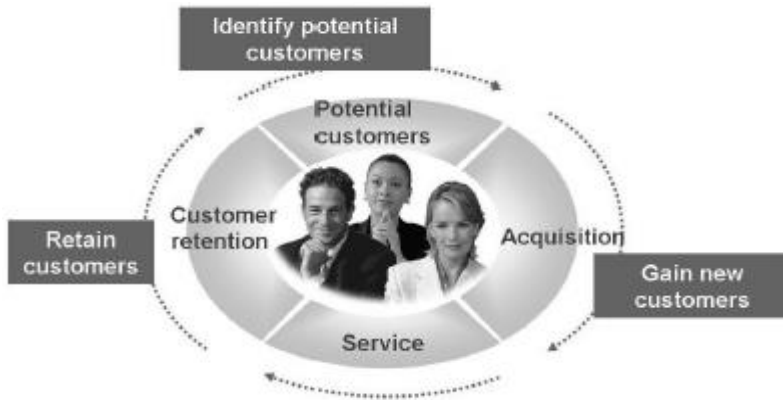 Identify potential
customers
Potential
customers
Customer
retention
Acquisition
Retain
customers
Gain new
customers
Service